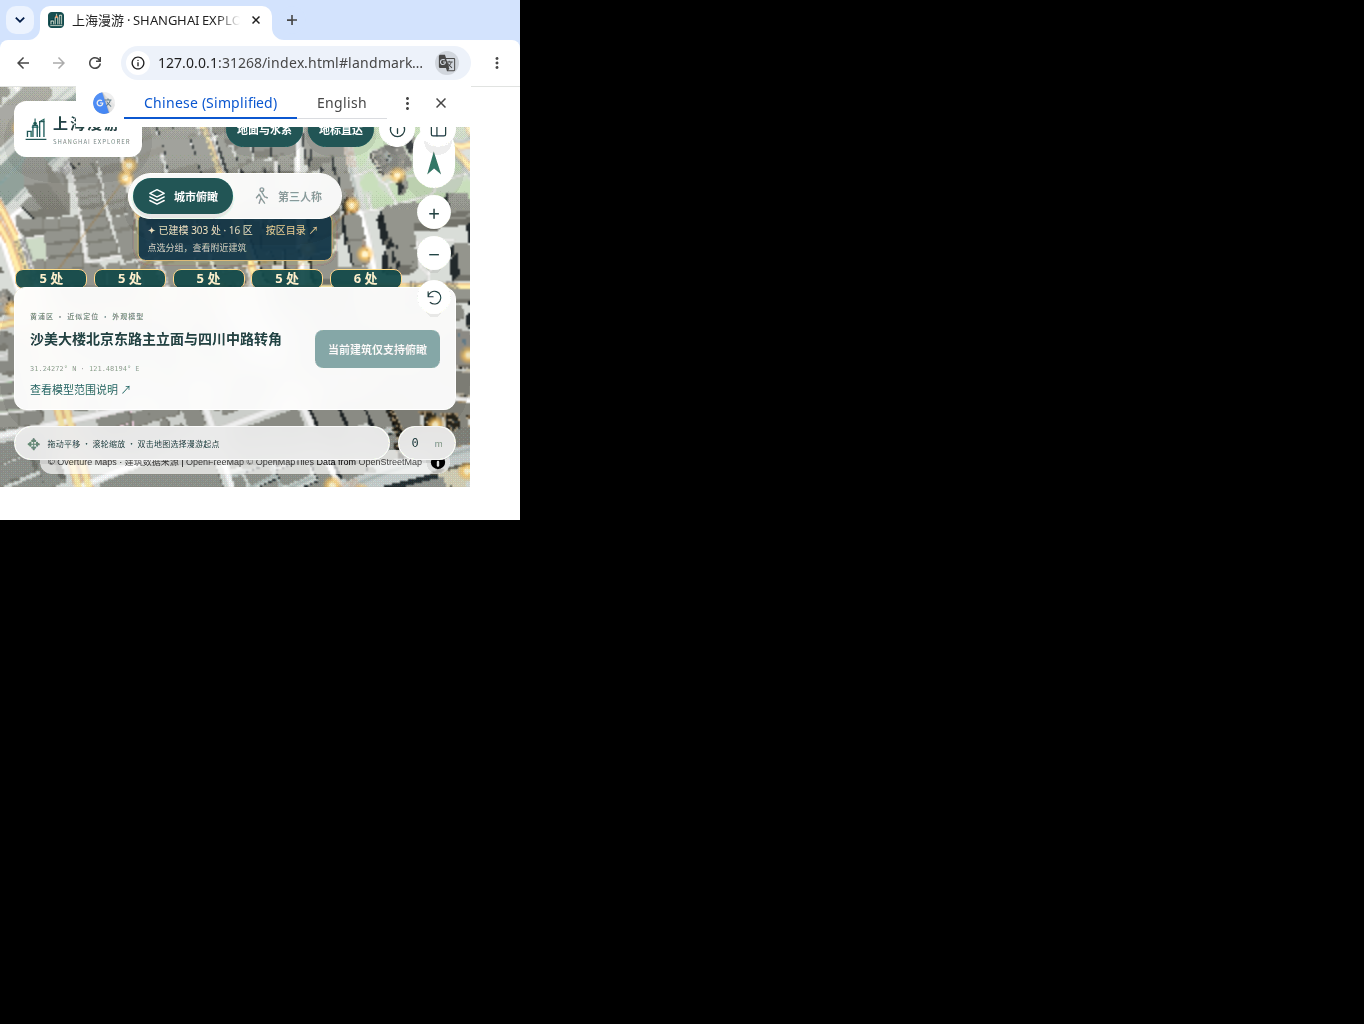 上海漫游 · SHANGHAI EXPLO
127.0.0.1:31268/index.html#landmark...
Chinese (Simplified)
English
上海漫游
SHANGHAI EXPLORER
地面与水系
地标直达
城市俯瞰
第三人称
✦ 已建模 303 处 · 16 区 按区目录 ↗
点选分组，查看附近建筑
5 处
5 处
5 处
5 处
6 处
黄浦区 · 近似定位 · 外观模型
沙美大楼北京东路主立面与四川中路转角
当前建筑仅支持俯瞰
31.24272° N · 121.48194° E
查看模型范围说明 ↗
拖动平移 · 滚轮缩放 · 双击地图选择漫游起点
0 m
© Overture Maps · 建筑数据来源 | OpenFreeMap © OpenMapTiles Data from OpenStreetMap